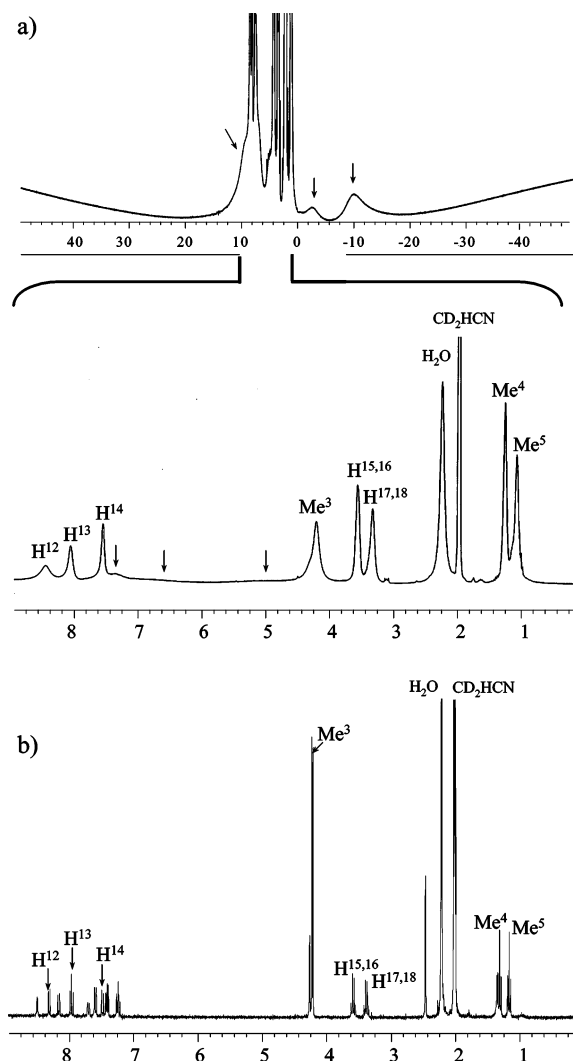 a)
40 30 20 10 0 -10 -20 -30 -40
CD₂HCN
H₂O
Me⁴
Me⁵
H¹⁵,¹⁶
H¹⁷,¹⁸
Me³
H¹⁴
H¹³
H¹²
8 7 6 5 4 3 2 1
b)
H₂O CD₂HCN
Me³
H¹³
H¹² H¹⁴
Me⁴ Me⁵
H¹⁵,¹⁶ H¹⁷,¹⁸
8 7 6 5 4 3 2 1